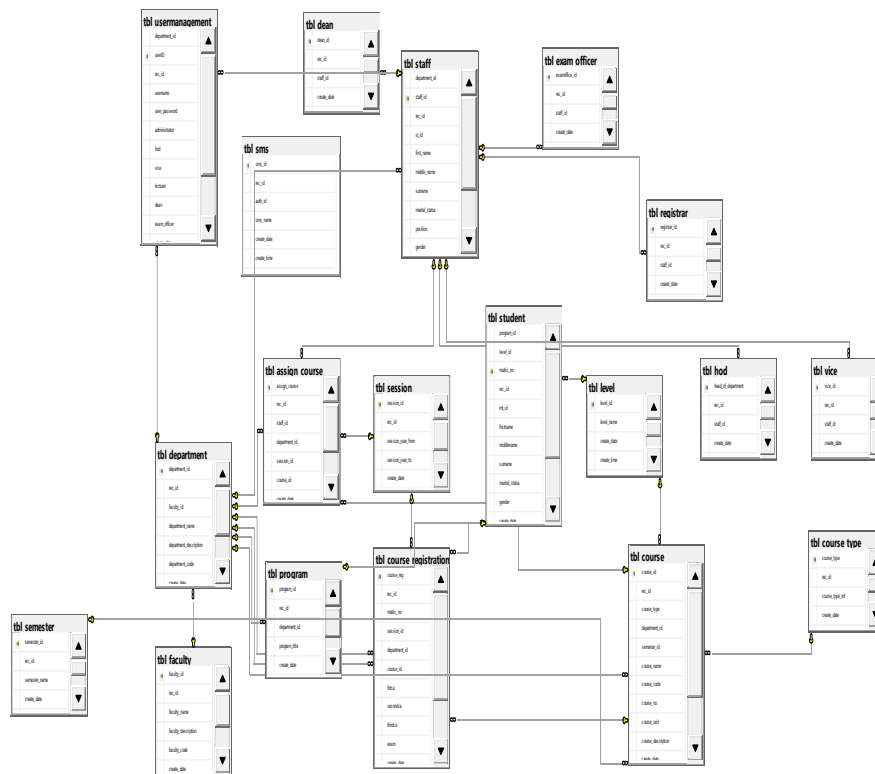 tbl usermanagement
department_id
userID
rec_id
username
user_password
administrator
hod
vice
lecturer
dean
exam_officer
tbl dean
dean_id
rec_id
staff_id
create_date
tbl staff
department_id
staff_id
rec_id
st_id
first_name
middle_name
surname
marital_status
position
gender
tbl exam officer
examoffice_id
rec_id
staff_id
create_date
tbl sms
sms_id
rec_id
auth_id
sms_name
create_date
create_time
tbl registrar
registrar_id
rec_id
staff_id
create_date
tbl student
program_id
level_id
matric_no
rec_id
mt_id
firstname
middlename
surname
marital_status
gender
create_date
tbl assign course
assign_course
rec_id
staff_id
department_id
session_id
course_id
create_date
tbl session
session_id
rec_id
session_year_from
session_year_to
create_date
tbl level
level_id
level_name
create_date
create_time
tbl hod
head_of_department
rec_id
staff_id
create_date
tbl vice
vice_id
rec_id
staff_id
create_date
tbl department
department_id
rec_id
faculty_id
department_name
department_description
department_code
create_date
tbl program
program_id
rec_id
department_id
program_title
create_date
tbl course registration
course_reg
rec_id
matric_no
session_id
department_id
course_id
firstca
secondca
thirdca
exam
create_date
tbl course
course_id
rec_id
course_type
department_id
semester_id
course_name
course_code
course_no
course_unit
course_description
create_date
tbl course type
course_type
rec_id
course_type_ref
create_date
tbl semester
semester_id
rec_id
semester_name
create_date
tbl faculty
faculty_id
rec_id
faculty_name
faculty_description
faculty_code
create_date